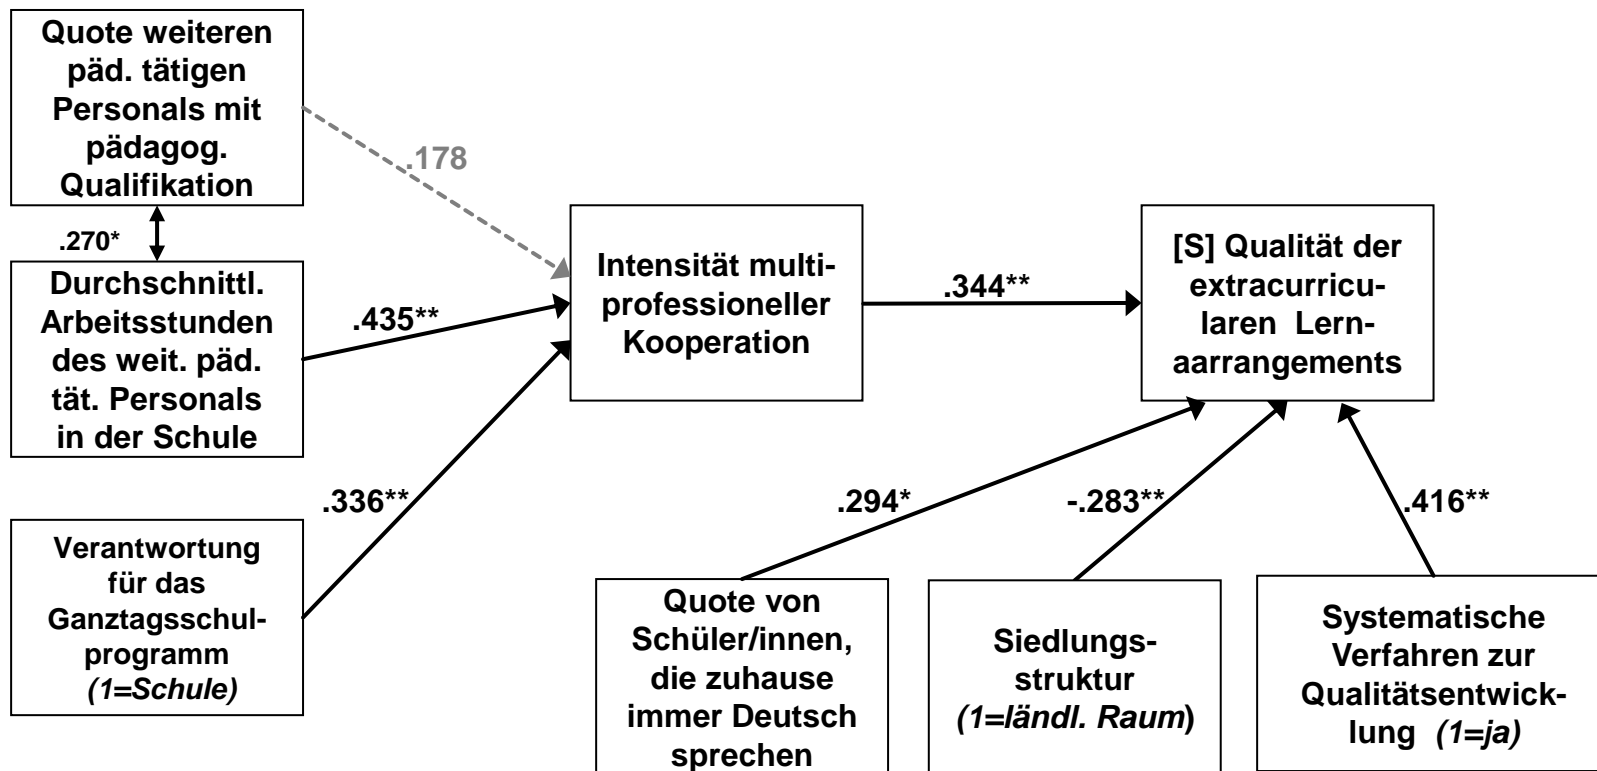 Quote weiteren
päd. tätigen
Personals mit
pädagog.
Qualifikation
.178
.270*
Durchschnittl.
Arbeitsstunden
des weit. päd.
tät. Personals
in der Schule
.435**
Intensität multi-
professioneller
Kooperation
.344**
[S] Qualität der
extracurricu-
laren Lern-
aarrangements
.336**
Verantwortung
für das
Ganztagsschul-
programm
(1=Schule)
.294*
-.283**
.416**
Quote von
Schüler/innen,
die zuhause
immer Deutsch
sprechen
Siedlungs-
struktur
(1=ländl. Raum)
Systematische
Verfahren zur
Qualitätsentwick-
lung (1=ja)